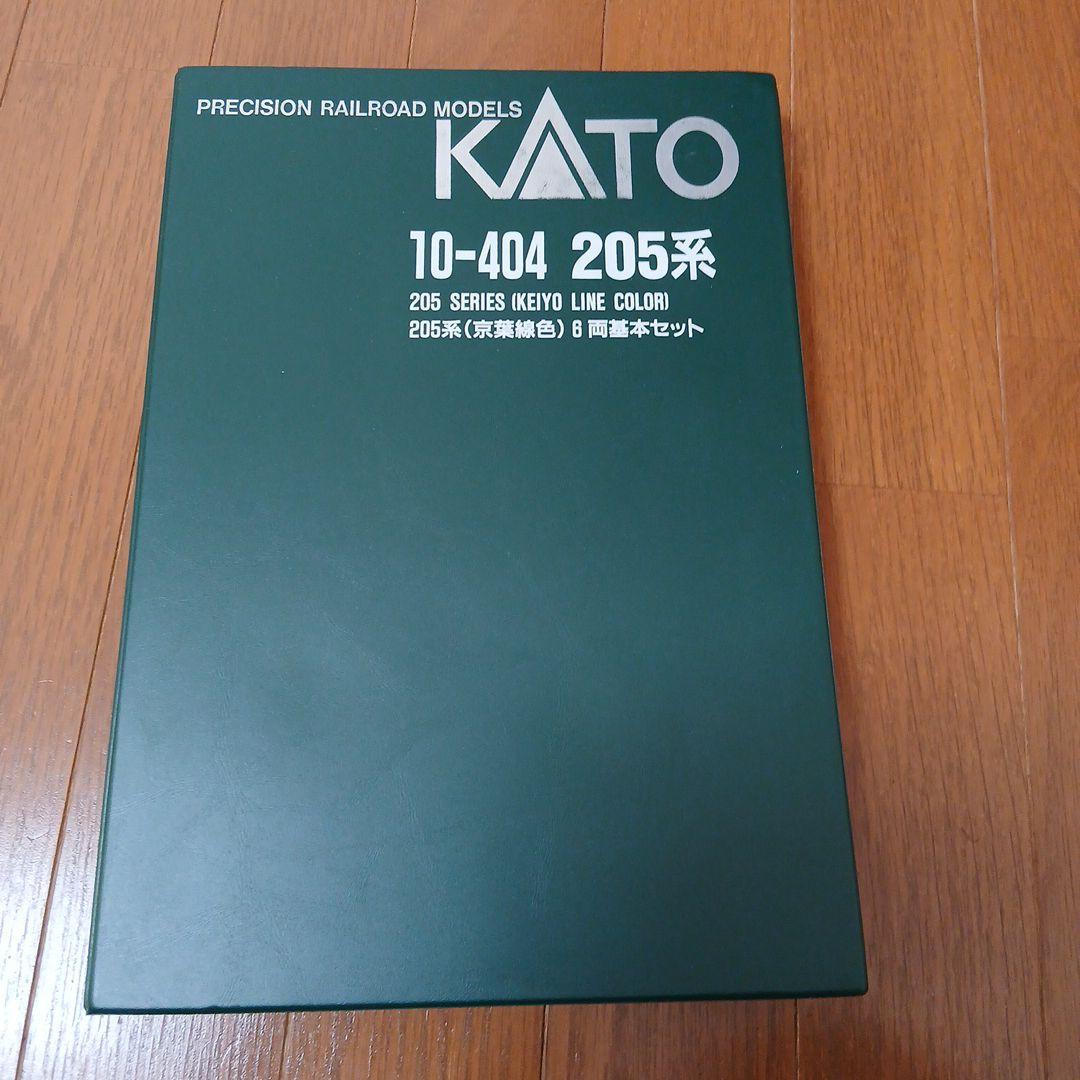 PRECISION RAILROAD MODELS
KATO
10-404 205系
205 SERIES (KEIYO LINE COLOR)
205系(京葉線色) 6両基本セット